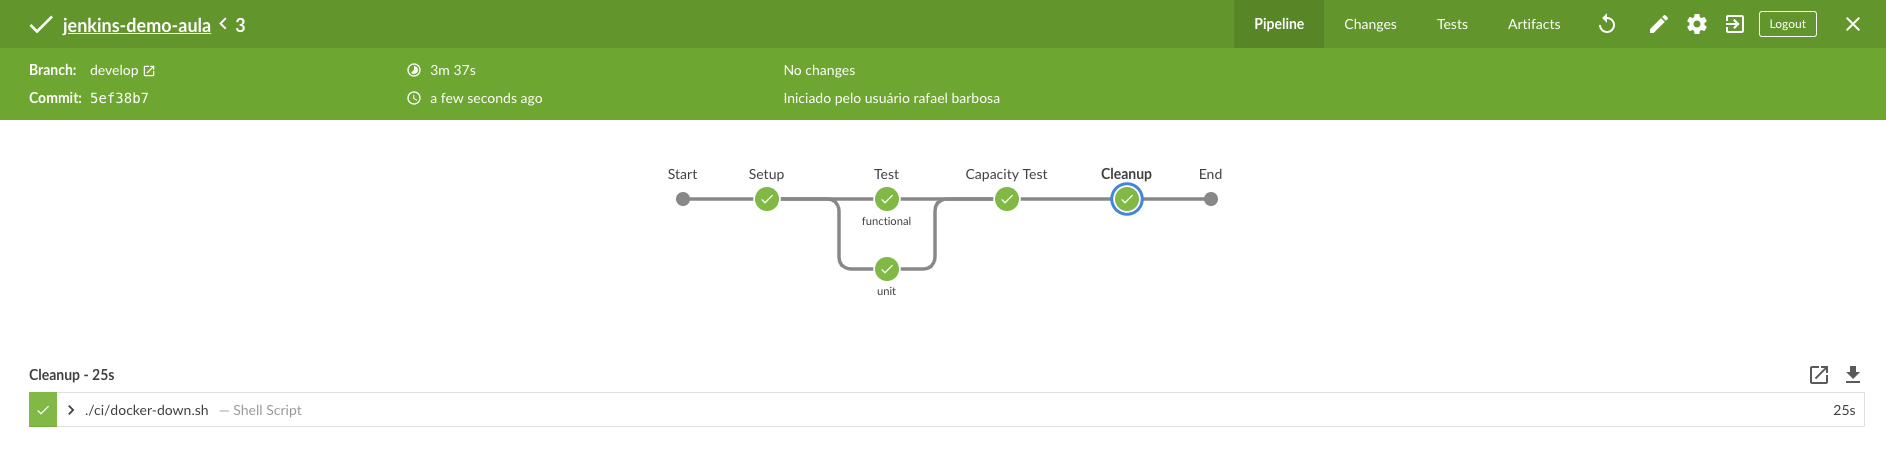 jenkins-demo-aula < 3
Pipeline Changes Tests Artifacts Logout
Branch: develop 3m 37s No changes
Commit: 5ef38b7 a few seconds ago Iniciado pelo usuário rafael barbosa
Start Setup Test Capacity Test Cleanup End
functional
unit
Cleanup - 25s
./ci/docker-down.sh — Shell Script 25s